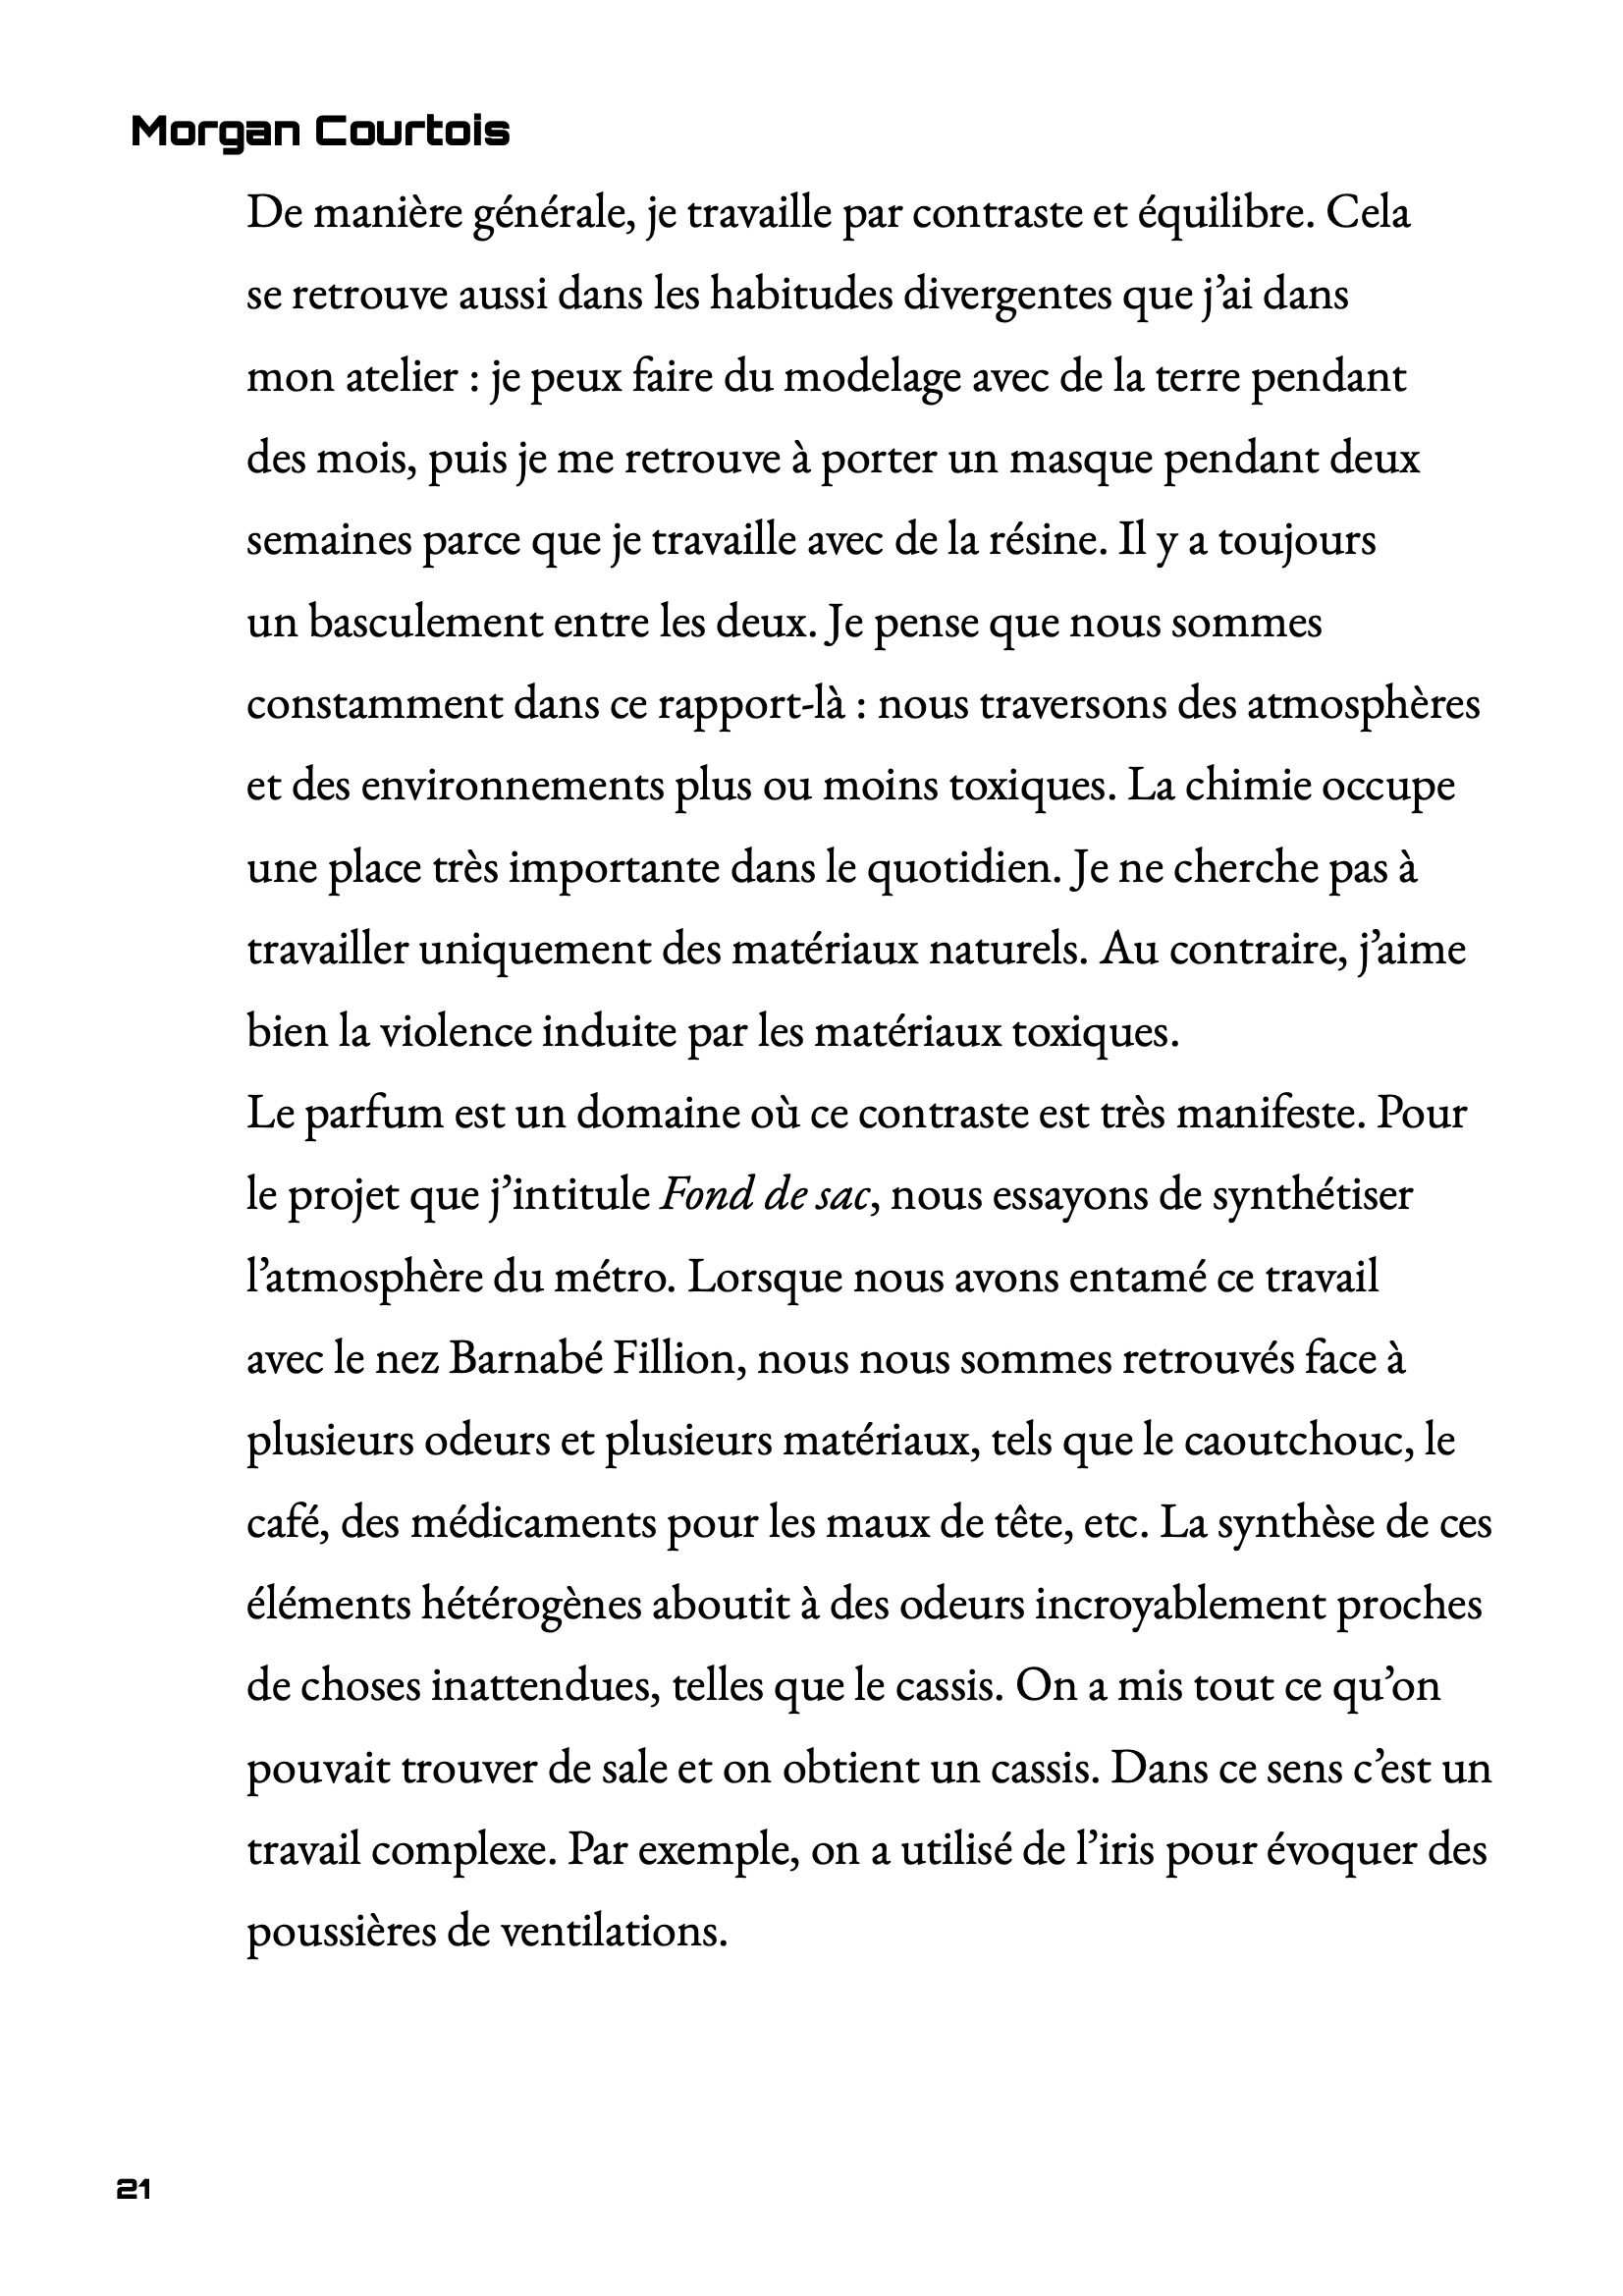 Morgan Courtois
De manière générale, je travaille par contraste et équilibre. Cela
se retrouve aussi dans les habitudes divergentes que j’ai dans
mon atelier : je peux faire du modelage avec de la terre pendant
des mois, puis je me retrouve à porter un masque pendant deux
semaines parce que je travaille avec de la résine. Il y a toujours
un basculement entre les deux. Je pense que nous sommes
constamment dans ce rapport-là : nous traversons des atmosphères
et des environnements plus ou moins toxiques. La chimie occupe
une place très importante dans le quotidien. Je ne cherche pas à
travailler uniquement des matériaux naturels. Au contraire, j’aime
bien la violence induite par les matériaux toxiques.
Le parfum est un domaine où ce contraste est très manifeste. Pour
le projet que j’intitule Fond de sac, nous essayons de synthétiser
l’atmosphère du métro. Lorsque nous avons entamé ce travail
avec le nez Barnabé Fillion, nous nous sommes retrouvés face à
plusieurs odeurs et plusieurs matériaux, tels que le caoutchouc, le
café, des médicaments pour les maux de tête, etc. La synthèse de ces
éléments hétérogènes aboutit à des odeurs incroyablement proches
de choses inattendues, telles que le cassis. On a mis tout ce qu’on
pouvait trouver de sale et on obtient un cassis. Dans ce sens c’est un
travail complexe. Par exemple, on a utilisé de l’iris pour évoquer des
poussières de ventilations.
21